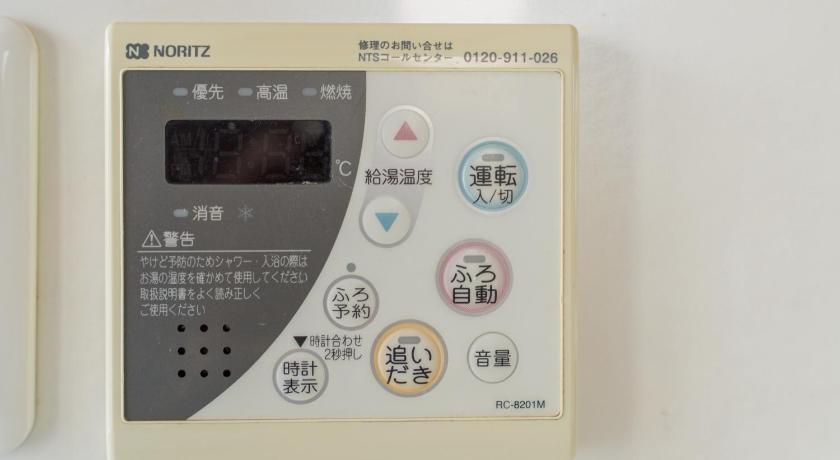 NORITZ
修理のお問い合せは
NTSコールセンター 0120-911-026
優先 高温 燃焼
℃
給湯温度
運転
入/切
消音
警告
やけど予防のためシャワー・入浴の際は
お湯の温度を確かめて使用してください
取扱説明書をよく読み正しく
ご使用ください
ふろ
自動
ふろ
予約
▼時計合わせ
2秒押し
時計
表示
追い
だき
音量
RC-8201M